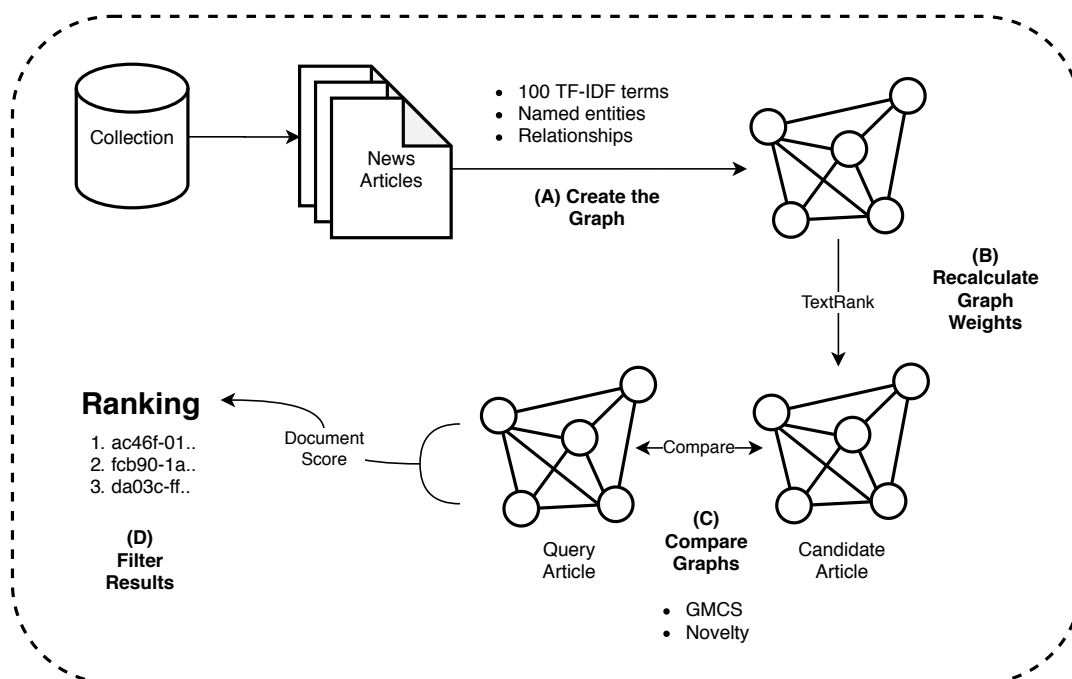 Collection
News
Articles
• 100 TF-IDF terms
• Named entities
• Relationships
(A) Create the
Graph
(B)
Recalculate
Graph
Weights
TextRank
Ranking
1. ac46f-01..
2. fcb90-1a..
3. da03c-ff..
Document
Score
Compare
(D)
Filter
Results
Query
Article
(C)
Compare
Graphs
Candidate
Article
• GMCS
• Novelty